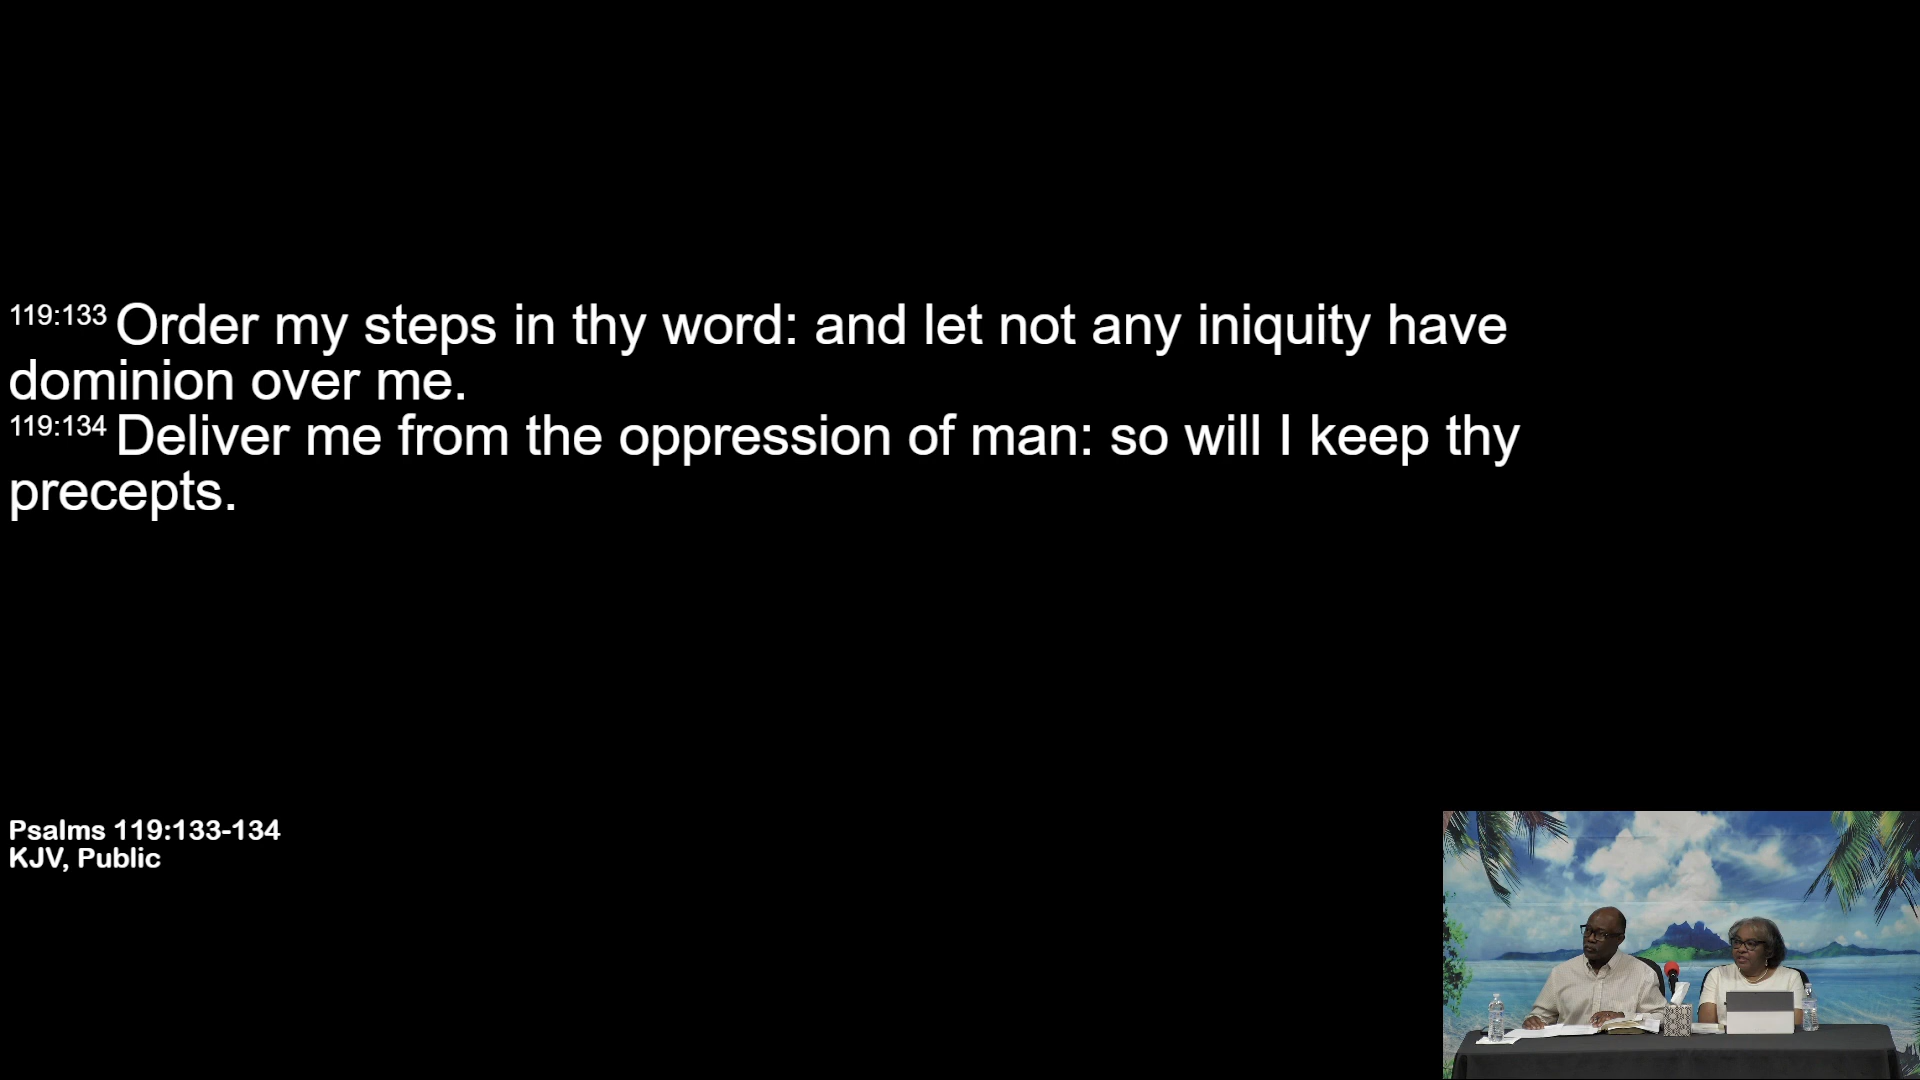 119:133 Order my steps in thy word: and let not any iniquity have
dominion over me.
119:134 Deliver me from the oppression of man: so will I keep thy
precepts.
Psalms 119:133-134
KJV, Public